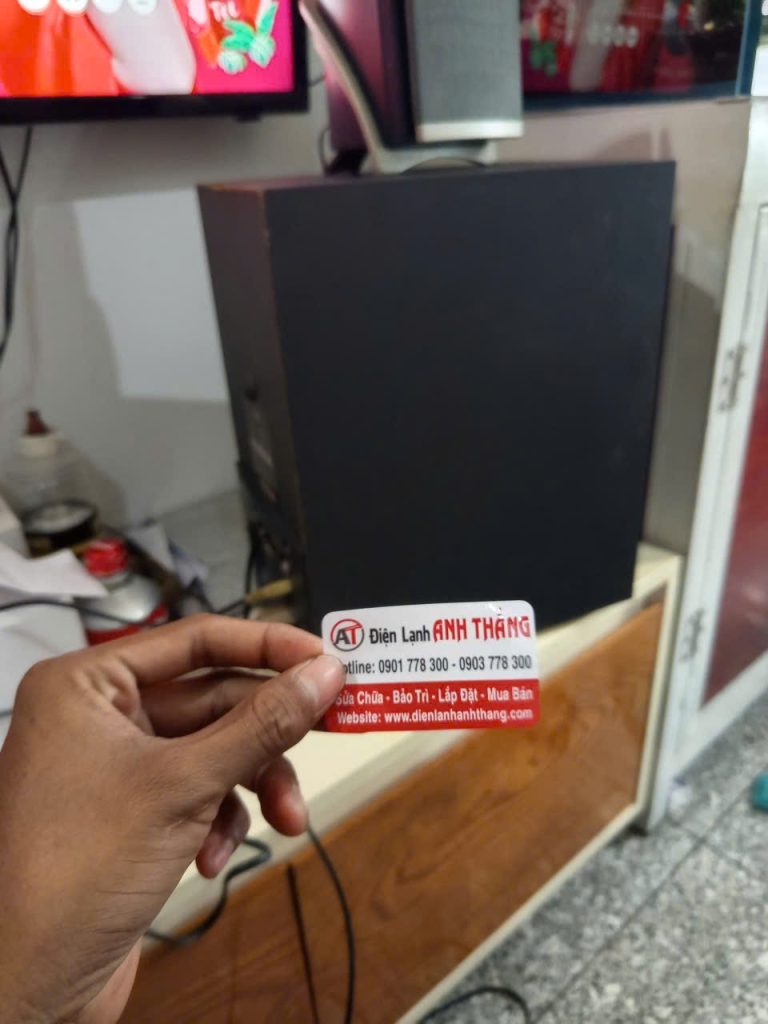 AT Điện Lạnh ANH THẮNG
otline: 0901 778 300 - 0903 778 300
Sửa Chữa - Bảo Trì - Lắp Đặt - Mua Bán
Website: www.dienlanhanhthang.com